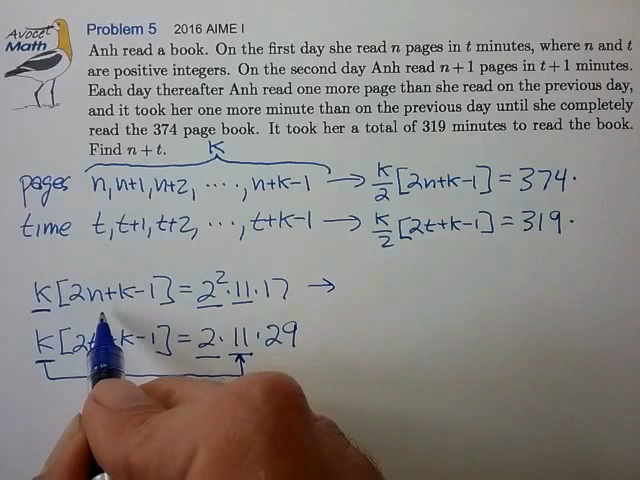 Avocet Math
Problem 5 2016 AIME I
Anh read a book. On the first day she read n pages in t minutes, where n and t
are positive integers. On the second day Anh read n + 1 pages in t + 1 minutes.
Each day thereafter Anh read one more page than she read on the previous day,
and it took her one more minute than on the previous day until she completely
read the 374 page book. It took her a total of 319 minutes to read the book.
Find n + t.
K
pages n, n+1, n+2, ...., n+k-1 → K/2 [2n+k-1] = 374.
time t, t+1, t+2, ..., t+k-1 → K/2 [2t+k-1] = 319.
k[2n+k-1] = 2²·11·17 →
k[2t+k-1] = 2·11·29